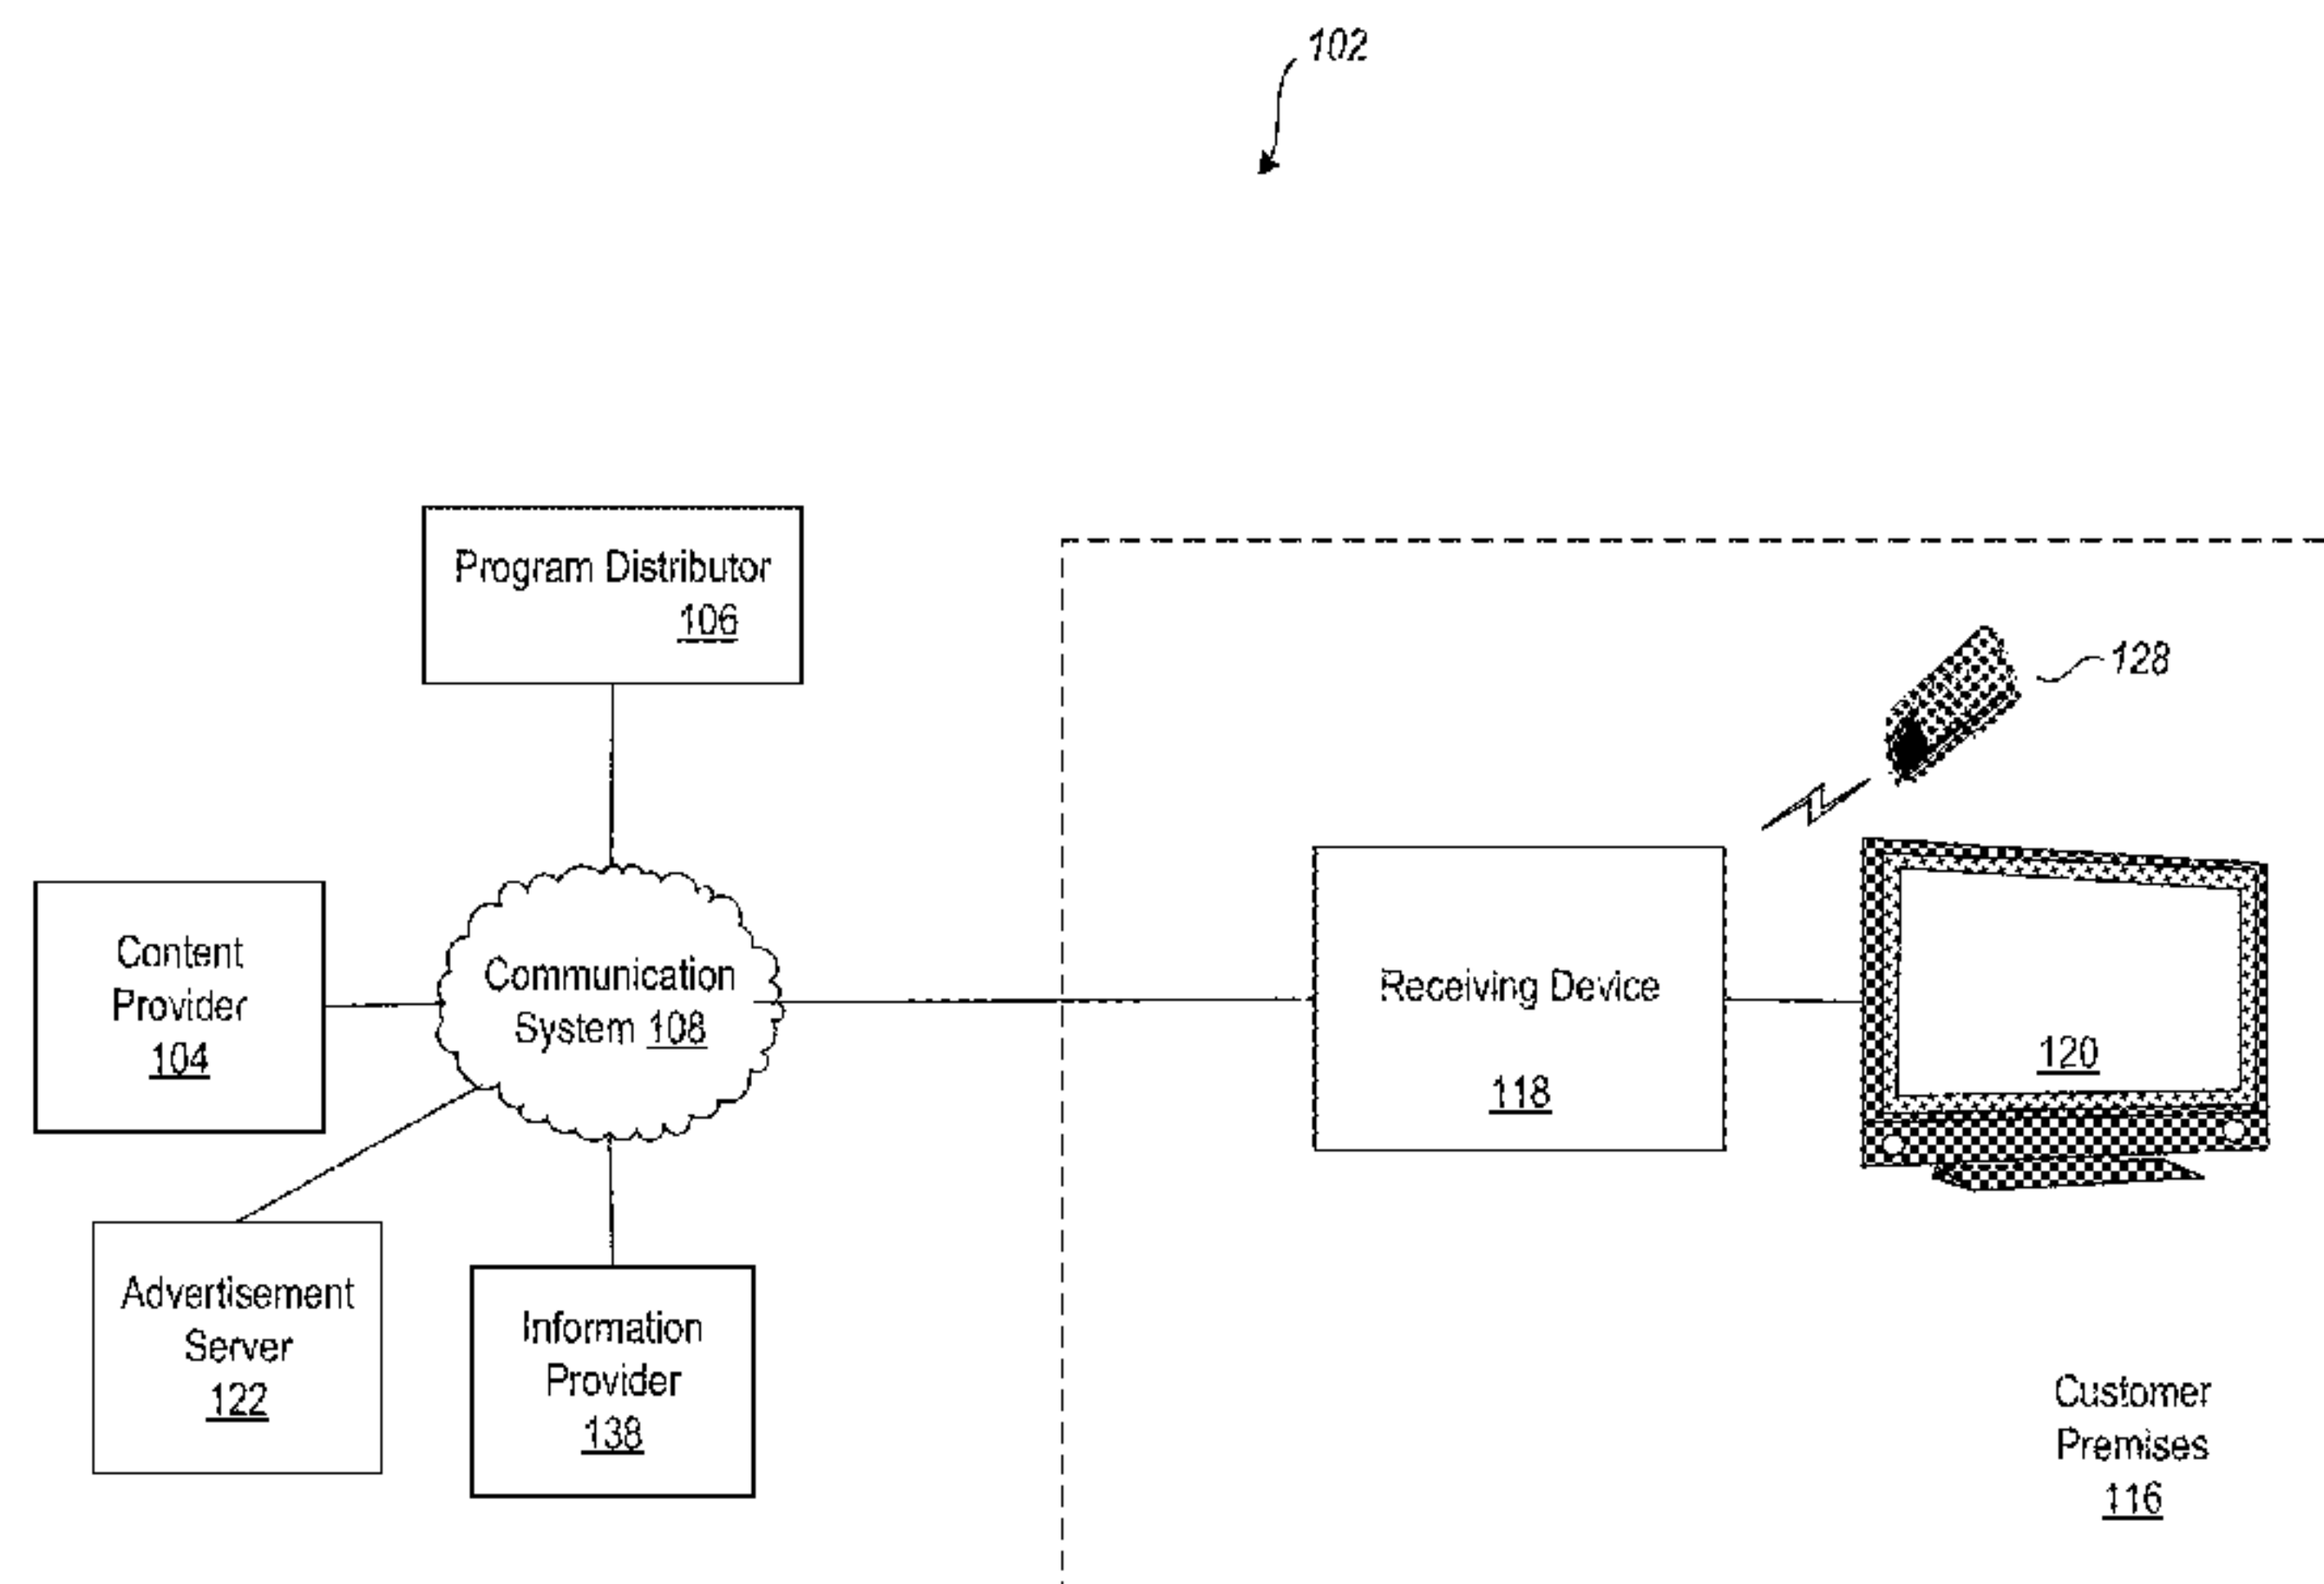 102
Program Distributor
106
128
Content
Provider
104
Communication
System 108
Receiving Device
118
120
Advertisement
Server
122
Information
Provider
138
Customer
Premises
116